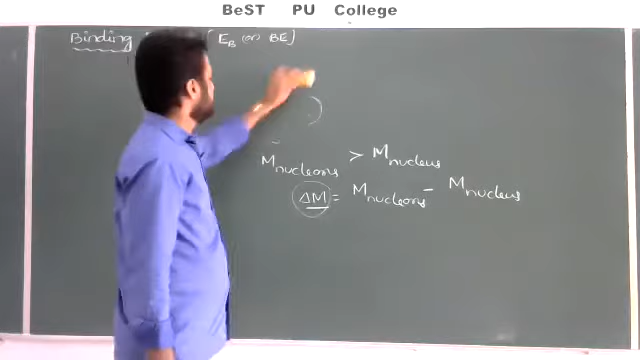 BeST PU College
Binding [ E_B (or) BE]
M_nucleons > M_nucleus
ΔM = M_nucleons - M_nucleus